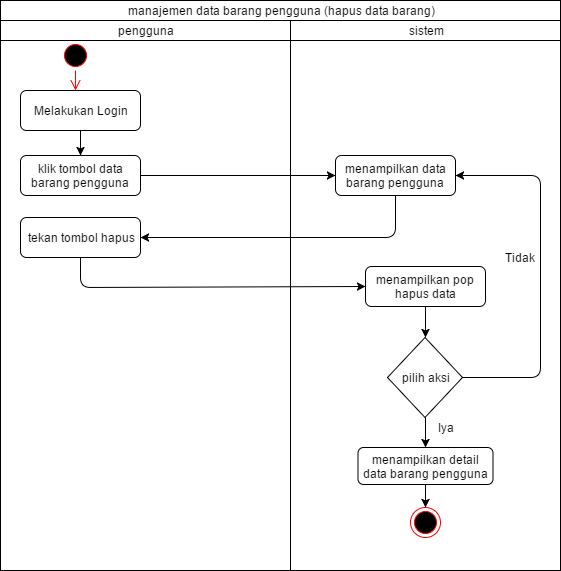 manajemen data barang pengguna (hapus data barang)
pengguna
sistem
Melakukan Login
klik tombol data
barang pengguna
menampilkan data
barang pengguna
tekan tombol hapus
Tidak
menampilkan pop
hapus data
pilih aksi
Iya
menampilkan detail
data barang pengguna